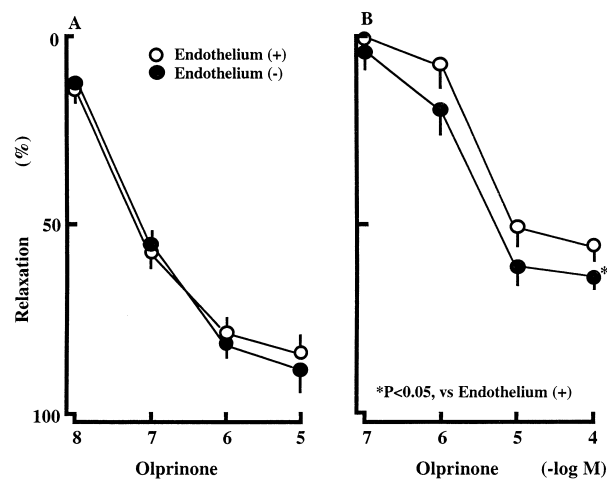 A
B
0
Endothelium (+)
Endothelium (-)
(%)
50
Relaxation
*
*P<0.05, vs Endothelium (+)
100
8 7 6 5
7 6 5 4
Olprinone
Olprinone (-log M)